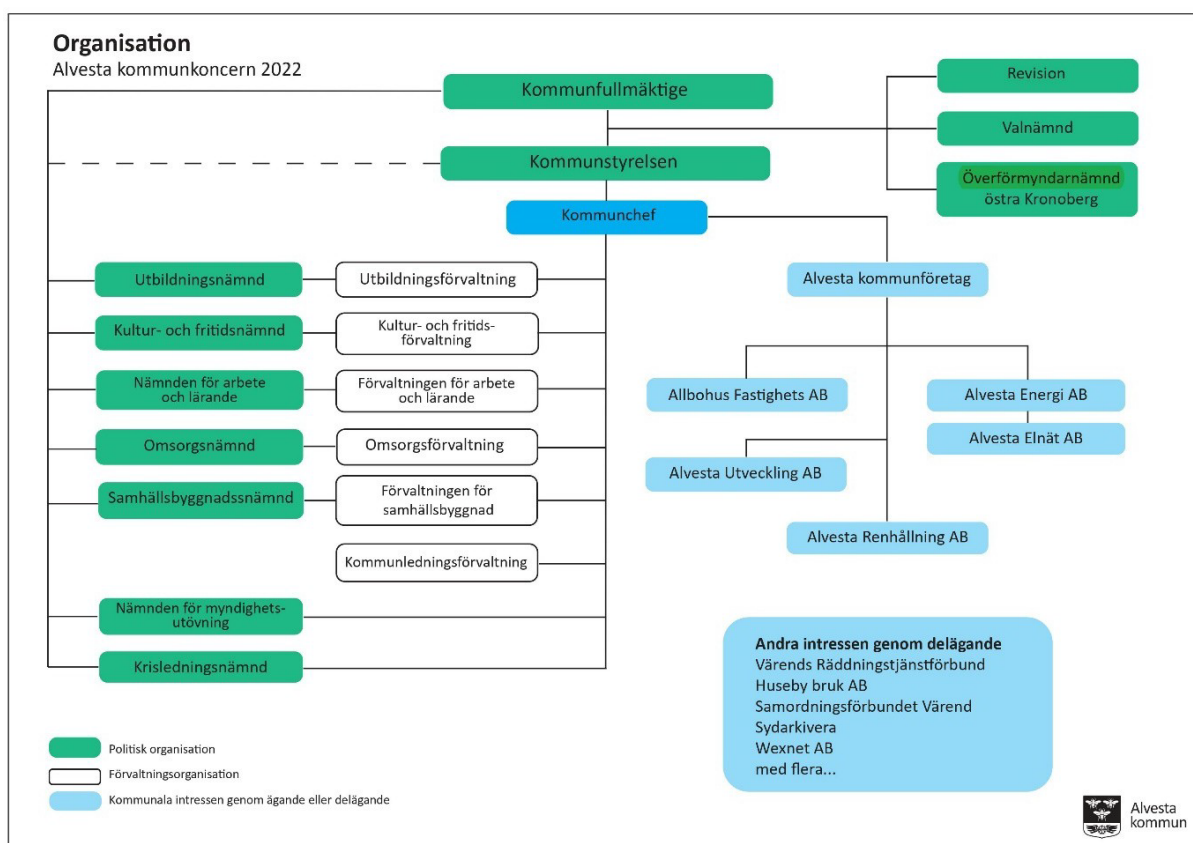 Organisation
Alvesta kommunkoncern 2022
Kommunfullmäktige
Revision
Valnämnd
Kommunstyrelsen
Överförmyndarnämnd
östra Kronoberg
Kommunchef
Utbildningsnämnd
Utbildningsförvaltning
Alvesta kommunföretag
Kultur- och fritidsnämnd
Kultur- och fritids-
förvaltning
Nämnden för arbete
och lärande
Förvaltningen för arbete
och lärande
Allbohus Fastighets AB
Alvesta Energi AB
Omsorgsnämnd
Omsorgsförvaltning
Alvesta Elnät AB
Alvesta Utveckling AB
Samhällsbyggnadssnämnd
Förvaltningen för
samhällsbyggnad
Alvesta Renhållning AB
Kommunledningsförvaltning
Nämnden för myndighets-
utövning
Krisledningsnämnd
Andra intressen genom delägande
Värends Räddningstjänstförbund
Huseby bruk AB
Samordningsförbundet Värend
Sydarkivera
Wexnet AB
med flera...
Politisk organisation
Förvaltningsorganisation
Kommunala intressen genom ägande eller delägande
Alvesta
kommun